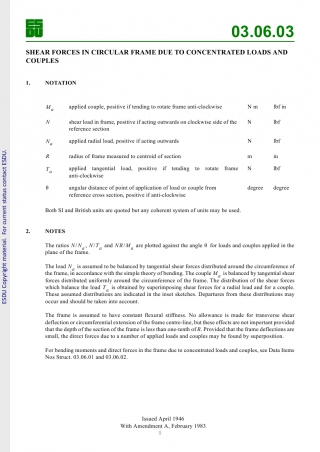 ESDU
03.06.03
SHEAR FORCES IN CIRCULAR FRAME DUE TO CONCENTRATED LOADS AND
COUPLES
1. NOTATION
M_o applied couple, positive if tending to rotate frame anti-clockwise N m lbf in
N shear load in frame, positive if acting outwards on clockwise side of the N lbf
reference section
N_o applied radial load, positive if acting outwards N lbf
R radius of frame measured to centroid of section m in
T_o applied tangential load, positive if tending to rotate frame N lbf
anti-clockwise
θ angular distance of point of application of load or couple from degree degree
reference cross section, positive if anti-clockwise
Both SI and British units are quoted but any coherent system of units may be used.
2. NOTES
The ratios N/N_o, N/T_o and NR/M_o are plotted against the angle θ for loads and couples applied in the
plane of the frame.
The load N_o is assumed to be balanced by tangential shear forces distributed around the circumference of
the frame, in accordance with the simple theory of bending. The couple M_o is balanced by tangential shear
forces distributed uniformly around the circumference of the frame. The distribution of the shear forces
which balance the load T_o is obtained by superimposing shear forces for a radial load and for a couple.
These assumed distributions are indicated in the inset sketches. Departures from these distributions may
occur and should be taken into account.
The frame is assumed to have constant flexural stiffness. No allowance is made for transverse shear
deflection or circumferential extension of the frame centre-line, but these effects are not important provided
that the depth of the section of the frame is less than one-tenth of R. Provided that the frame deflections are
small, the direct forces due to a number of applied loads and couples may be found by superposition.
For bending moments and direct forces in the frame due to concentrated loads and couples, see Data Items
Nos Struct. 03.06.01 and 03.06.02.
Issued April 1946
With Amendment A, February 1983
1
ESDU Copyright material. For current status contact ESDU.